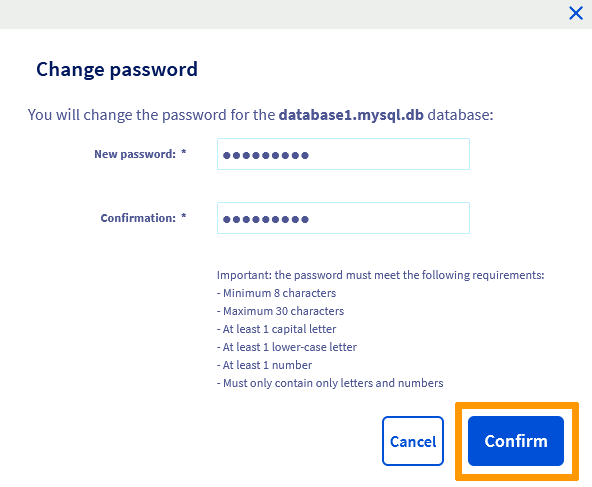 Change password
You will change the password for the database1.mysql.db database:
New password: * ●●●●●●●●●
Confirmation: * ●●●●●●●●●
Important: the password must meet the following requirements:
- Minimum 8 characters
- Maximum 30 characters
- At least 1 capital letter
- At least 1 lower-case letter
- At least 1 number
- Must only contain only letters and numbers
Cancel Confirm